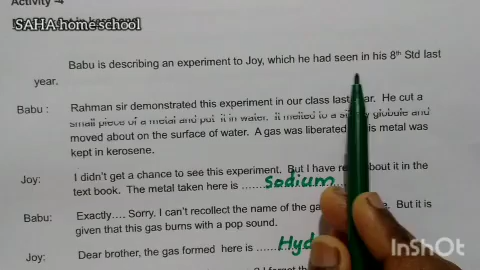 Activity -4
SAHA home school
Babu is describing an experiment to Joy, which he had seen in his 8th Std last
year.
Babu : Rahman sir demonstrated this experiment in our class last He cut a
small piece of a metal and put it in water. It melted to a globule and
moved about on the surface of water. A gas was liberated metal was
kept in kerosene.
Joy: I didn't get a chance to see this experiment. But I have about it in the
text book. The metal taken here is ....... Sodium
Babu: Exactly.... Sorry, I can't recollect the name of the But it is
given that this gas burns with a pop sound.
Joy: Dear brother, the gas formed here is ............
InShOt